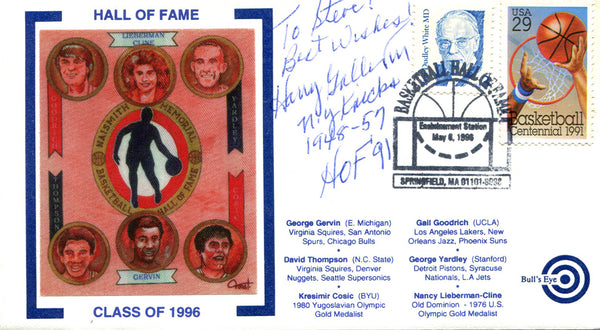 HALL OF FAME
LIEBERMAN
CLINE
GOODRICH
YARDLEY
NAISMITH MEMORIAL
BASKETBALL HALL OF FAME
THOMPSON
COSIC
GERVIN
CLASS OF 1996
To Steve!
Best Wishes!
Harry Gallatin
NY Knicks
1948-57
HOF '91
Dudley White MD
USA
29
Basketball
Centennial 1991
BASKETBALL HALL OF FAME
Enshrinement Station
May 6, 1996
SPRINGFIELD, MA 01101-9998
George Gervin (E. Michigan)
Virginia Squires, San Antonio
Spurs, Chicago Bulls
David Thompson (N.C. State)
Virginia Squires, Denver
Nuggets, Seattle Supersonics
Kresimir Cosic (BYU)
1980 Yugoslavian Olympic
Gold Medalist
Gail Goodrich (UCLA)
Los Angeles Lakers, New
Orleans Jazz, Phoenix Suns
George Yardley (Stanford)
Detroit Pistons, Syracuse
Nationals, L.A Jets
Nancy Lieberman-Cline
Old Dominion - 1976 U.S.
Olympic Gold Medalist
Bull's Eye